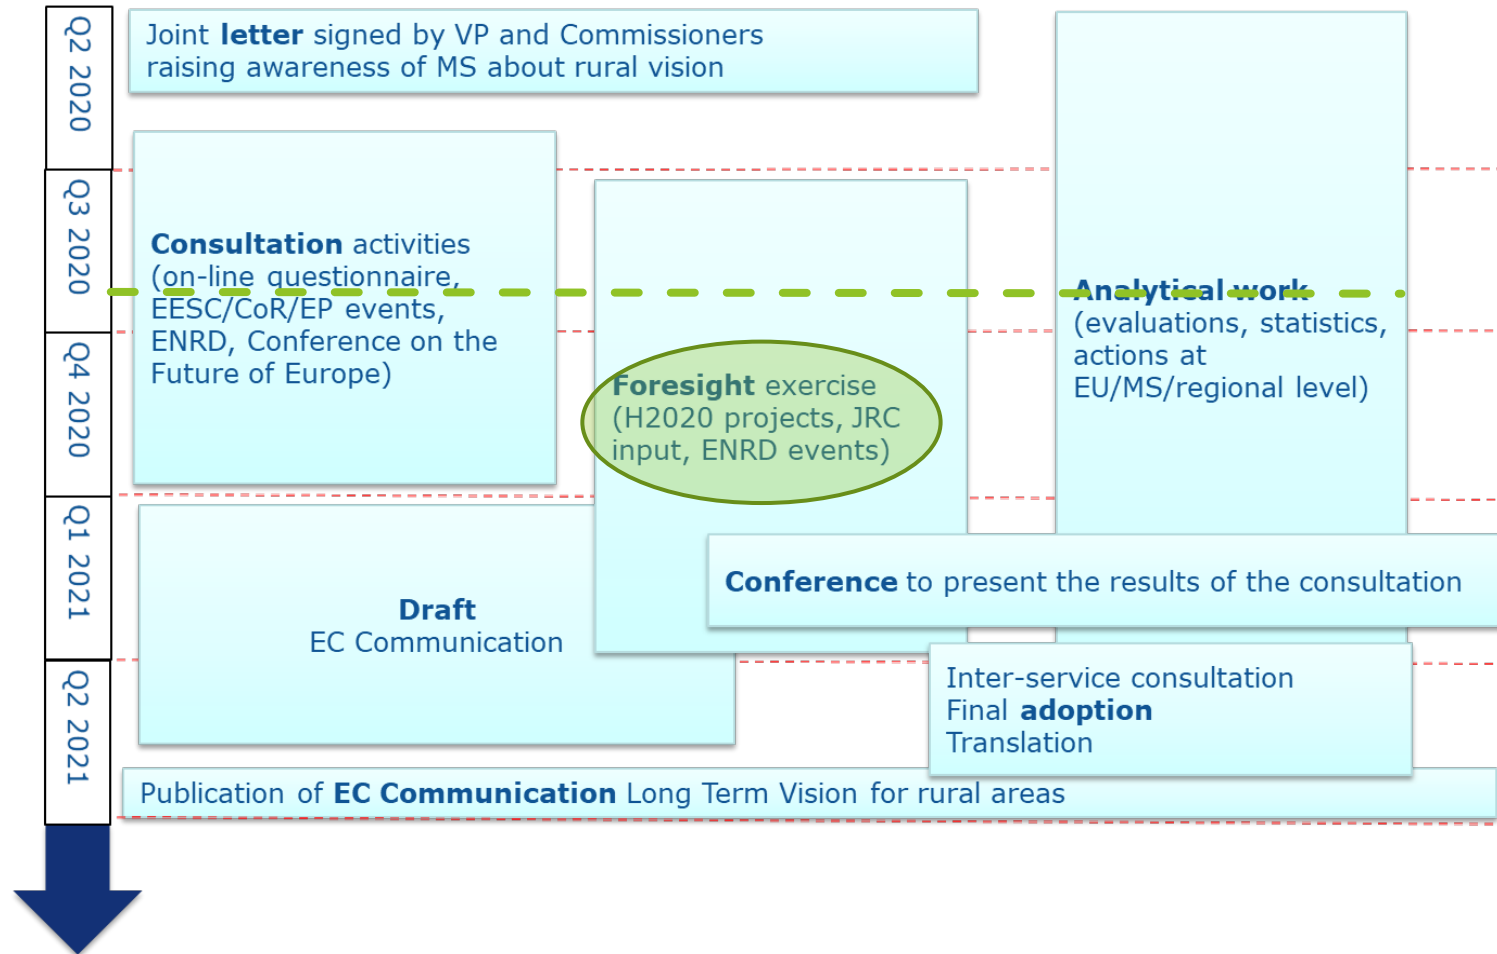 Q2 2020
Joint letter signed by VP and Commissioners
raising awareness of MS about rural vision
Q3 2020
Consultation activities
(on-line questionnaire,
EESC/CoR/EP events,
ENRD, Conference on the
Future of Europe)
Analytical work
(evaluations, statistics,
actions at
EU/MS/regional level)
Q4 2020
Foresight exercise
(H2020 projects, JRC
input, ENRD events)
Q1 2021
Draft
EC Communication
Conference to present the results of the consultation
Q2 2021
Inter-service consultation
Final adoption
Translation
Publication of EC Communication Long Term Vision for rural areas